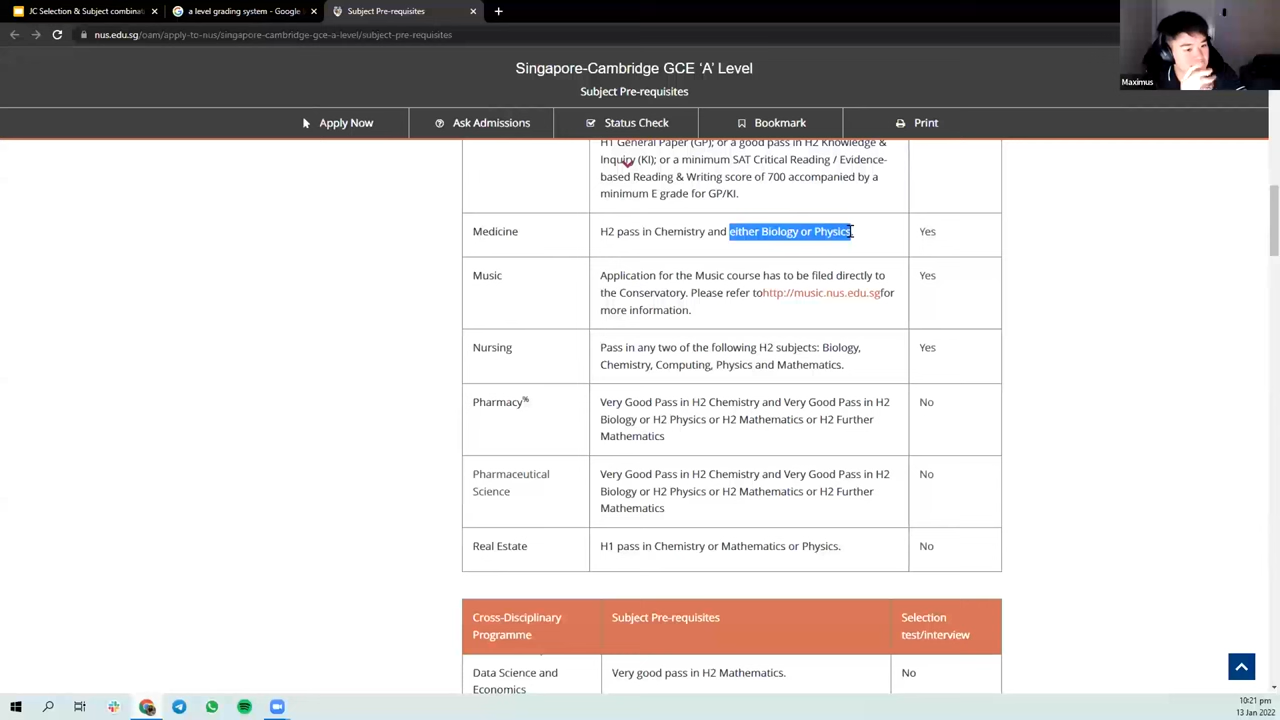 JC Selection & Subject combinat
a level grading system - Google
Subject Pre-requisites
nus.edu.sg/oam/apply-to-nus/singapore-cambridge-gce-a-level/subject-pre-requisites
Maximus
Singapore-Cambridge GCE ‘A’ Level
Subject Pre-requisites
Apply Now
Ask Admissions
Status Check
Bookmark
Print
H1 General Paper (GP); or a good pass in H2 Knowledge &
Inquiry (KI); or a minimum SAT Critical Reading / Evidence-
based Reading & Writing score of 700 accompanied by a
minimum E grade for GP/KI.
Medicine
H2 pass in Chemistry and either Biology or Physics
Yes
Music
Application for the Music course has to be filed directly to
the Conservatory. Please refer tohttp://music.nus.edu.sgfor
more information.
Yes
Nursing
Pass in any two of the following H2 subjects: Biology,
Chemistry, Computing, Physics and Mathematics.
Yes
Pharmacy%
Very Good Pass in H2 Chemistry and Very Good Pass in H2
Biology or H2 Physics or H2 Mathematics or H2 Further
Mathematics
No
Pharmaceutical
Science
Very Good Pass in H2 Chemistry and Very Good Pass in H2
Biology or H2 Physics or H2 Mathematics or H2 Further
Mathematics
No
Real Estate
H1 pass in Chemistry or Mathematics or Physics.
No
Cross-Disciplinary
Programme
Subject Pre-requisites
Selection
test/interview
Data Science and
Economics
Very good pass in H2 Mathematics.
No
10:21 pm
13 Jan 2022